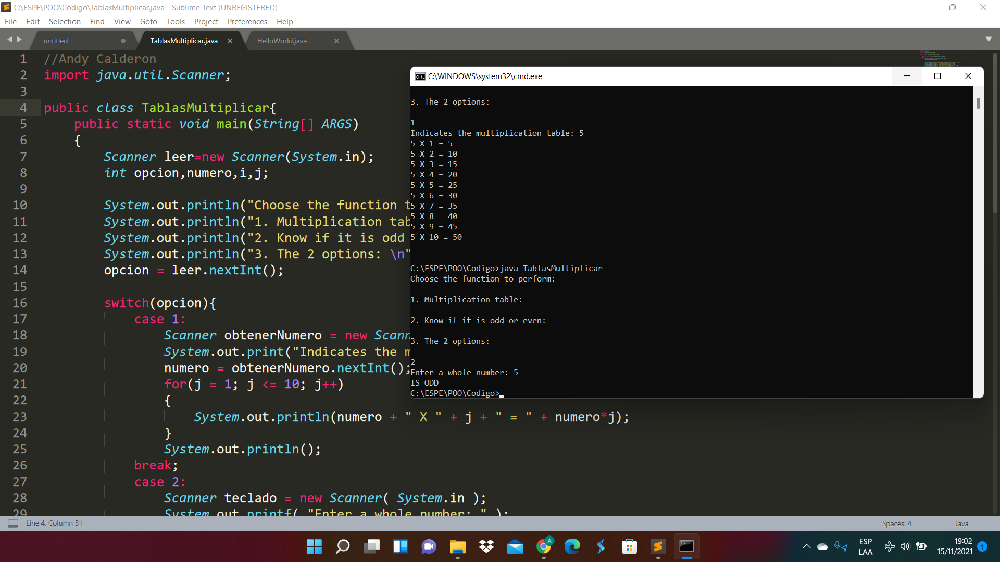 C:\ESPE\POO\Codigo\TablasMultiplicar.java - Sublime Text (UNREGISTERED)
File Edit Selection Find View Goto Tools Project Preferences Help
untitled TablasMultiplicar.java HelloWorld.java
1 //Andy Calderon
2 import java.util.Scanner;
3
4 public class TablasMultiplicar{
5 public static void main(String[] ARGS)
6 {
7 Scanner leer=new Scanner(System.in);
8 int opcion,numero,i,j;
9
10 System.out.println("Choose the function t
11 System.out.println("1. Multiplication tab
12 System.out.println("2. Know if it is odd
13 System.out.println("3. The 2 options: \n"
14 opcion = leer.nextInt();
15
16 switch(opcion){
17 case 1:
18 Scanner obtenerNumero = new Scann
19 System.out.print("Indicates the m
20 numero = obtenerNumero.nextInt();
21 for(j = 1; j <= 10; j++)
22 {
23 System.out.println(numero + " X " + j + " = " + numero*j);
24 }
25 System.out.println();
26 break;
27 case 2:
28 Scanner teclado = new Scanner( System.in );
29 System.out.printf( "Enter a whole number: " );
C:\WINDOWS\system32\cmd.exe
3. The 2 options:
1
Indicates the multiplication table: 5
5 X 1 = 5
5 X 2 = 10
5 X 3 = 15
5 X 4 = 20
5 X 5 = 25
5 X 6 = 30
5 X 7 = 35
5 X 8 = 40
5 X 9 = 45
5 X 10 = 50
C:\ESPE\POO\Codigo>java TablasMultiplicar
Choose the function to perform:
1. Multiplication table:
2. Know if it is odd or even:
3. The 2 options:
2
Enter a whole number: 5
IS ODD
C:\ESPE\POO\Codigo>
Line 4, Column 31 Spaces: 4 Java
ESP
LAA
19:02
15/11/2021
1
A